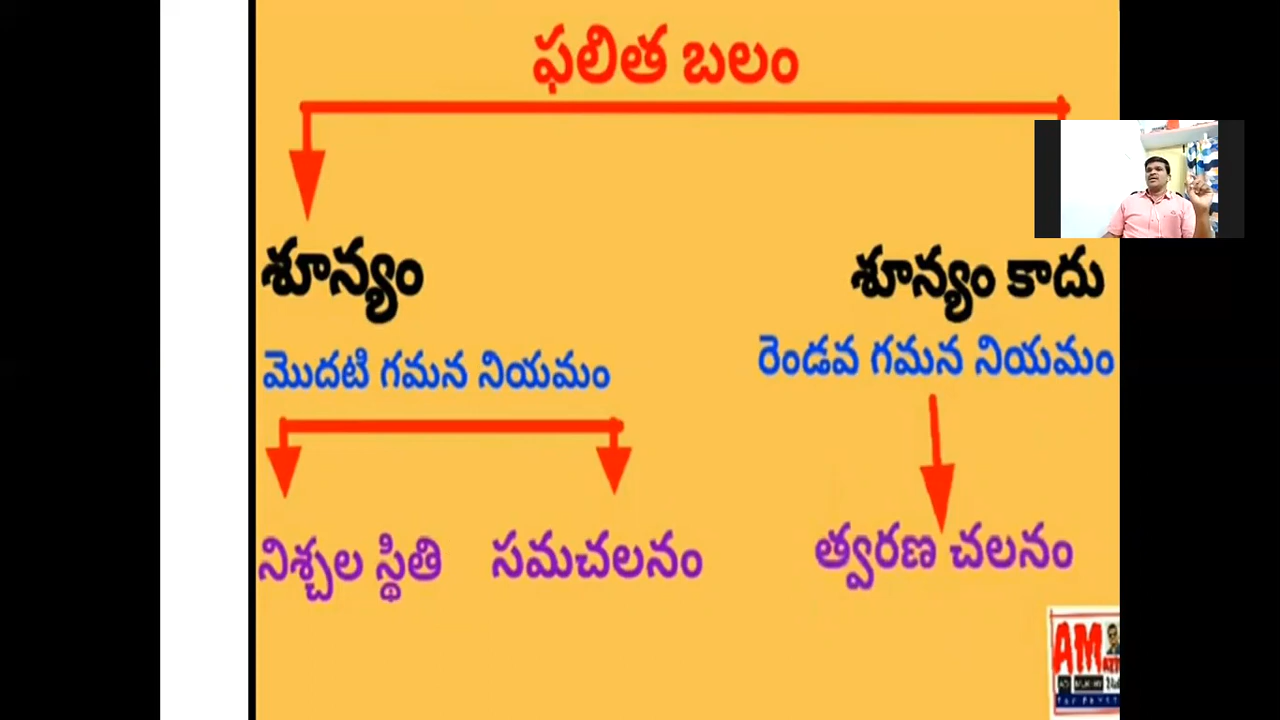 ఫలిత బలం
శూన్యం
శూన్యం కాదు
మొదటి గమన నియమం
రెండవ గమన నియమం
నిశ్చల స్థితి
సమచలనం
త్వరణ చలనం
AM